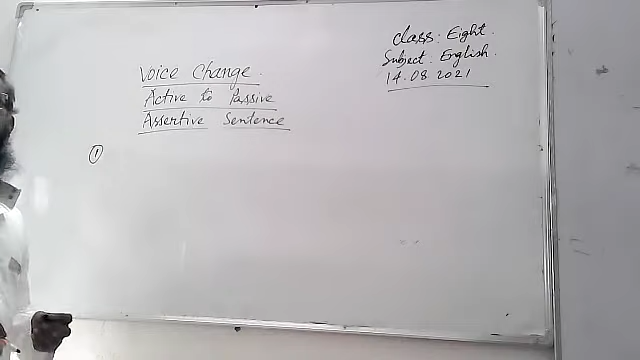 Class: Eight.
Subject: English.
14.08.2021
Voice Change.
Active to Passive
Assertive Sentence
①